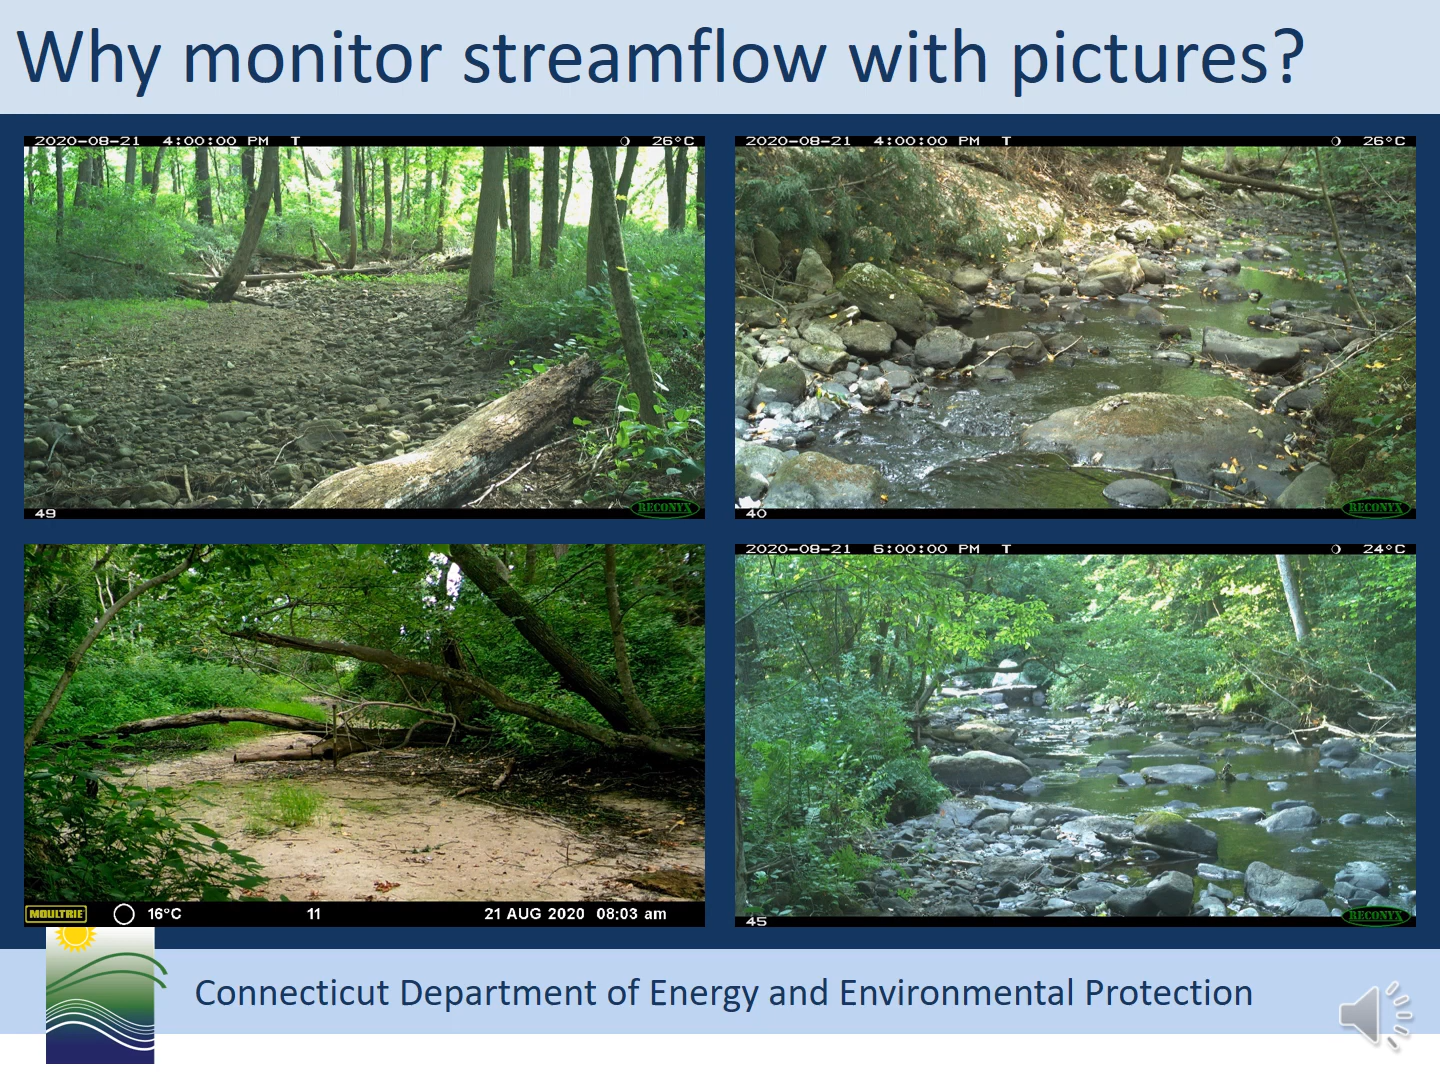 Why monitor streamflow with pictures?
2020-08-21 4:00:00 PM T 26°C
49 RECONYX
2020-08-21 4:00:00 PM T 26°C
40 RECONYX
MOULTRIE 16°C 11 21 AUG 2020 08:03 am
2020-08-21 6:00:00 PM T 24°C
45 RECONYX
Connecticut Department of Energy and Environmental Protection